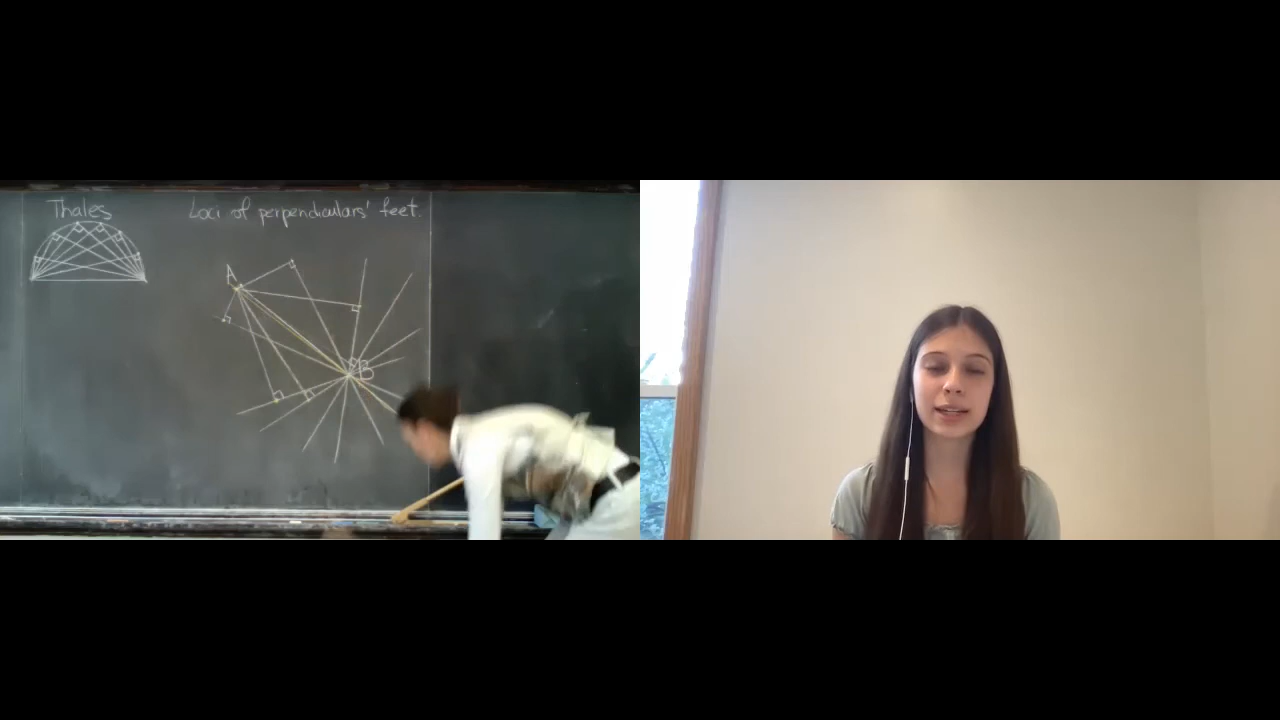 Thales
Loci of perpendiculars' feet.
A
B